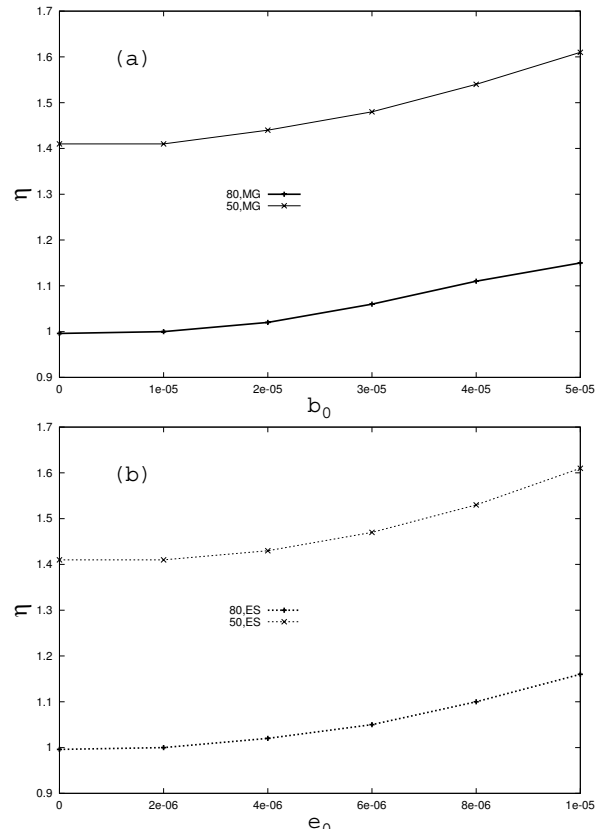 1.7
(a)
1.6
1.5
1.4
η
1.3
80,MG
50,MG
1.2
1.1
1
0.9
0 1e-05 2e-05 3e-05 4e-05 5e-05
b₀
1.7
(b)
1.6
1.5
1.4
η
1.3
80,ES
50,ES
1.2
1.1
1
0.9
0 2e-06 4e-06 6e-06 8e-06 1e-05
e₀